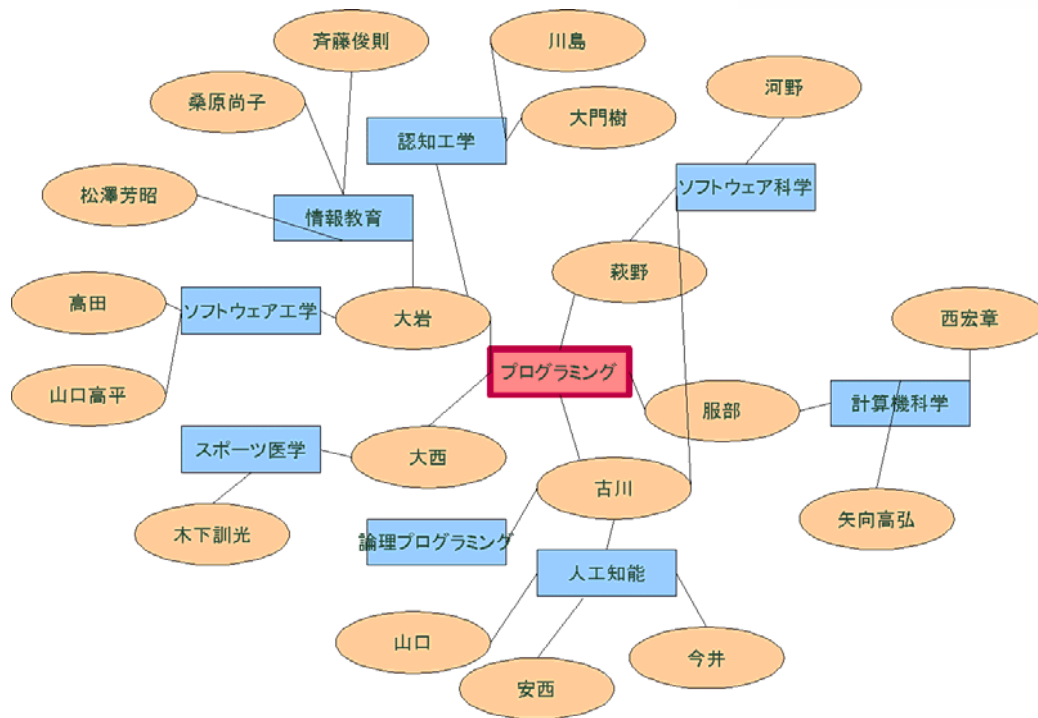 斉藤俊則
川島
河野
桑原尚子
大門樹
認知工学
ソフトウェア科学
松澤芳昭
情報教育
萩野
高田
ソフトウェア工学
大岩
西宏章
プログラミング
山口高平
服部
計算機科学
スポーツ医学
大西
古川
木下訓光
論理プログラミング
矢向高弘
人工知能
山口
今井
安西